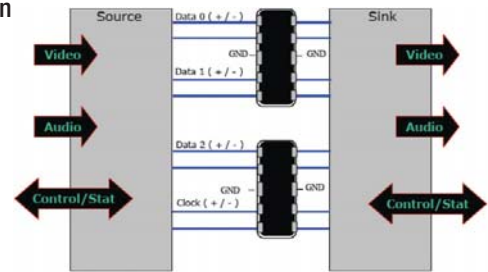 n
Source
Sink
Data 0 ( + / - )
GND
GND
Video
Video
Data 1 ( + / - )
Audio
Audio
Data 2 ( + / - )
GND
GND
Control/Stat
Clock ( + / - )
Control/Stat